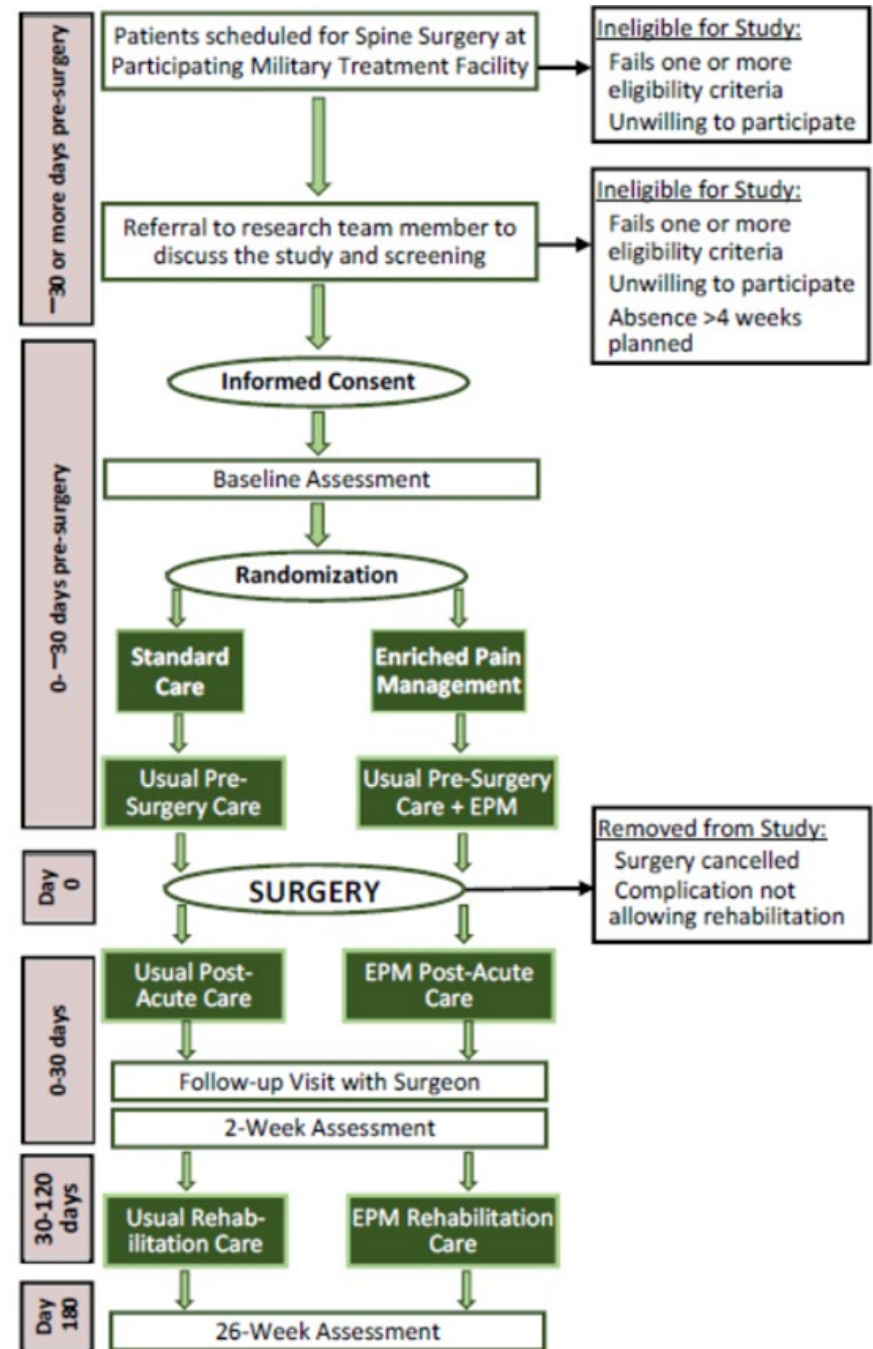 Patients scheduled for Spine Surgery at
Participating Military Treatment Facility
Ineligible for Study:
Fails one or more
eligibility criteria
Unwilling to participate
—30 or more days pre-surgery
Referral to research team member to
discuss the study and screening
Ineligible for Study:
Fails one or more
eligibility criteria
Unwilling to participate
Absence >4 weeks
planned
0- —30 days pre-surgery
Informed Consent
Baseline Assessment
Randomization
Standard
Care
Enriched Pain
Management
Usual Pre-
Surgery Care
Usual Pre-Surgery
Care + EPM
Day
0
SURGERY
Removed from Study:
Surgery cancelled
Complication not
allowing rehabilitation
0-30 days
Usual Post-
Acute Care
EPM Post-Acute
Care
Follow-up Visit with Surgeon
2-Week Assessment
30-120
days
Usual Rehab-
ilitation Care
EPM Rehabilitation
Care
Day
180
26-Week Assessment